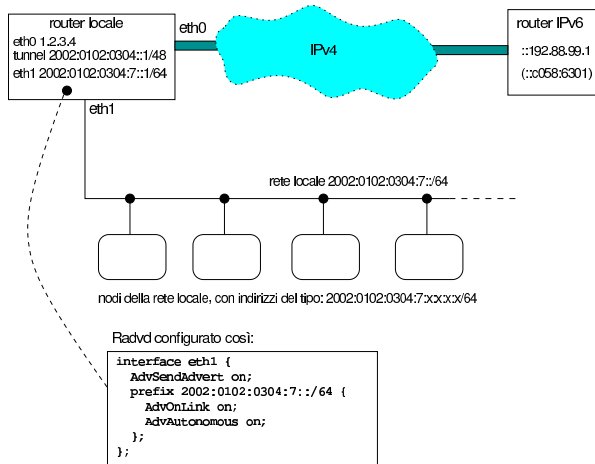 router locale
eth0 1.2.3.4
tunnel 2002:0102:0304::1/48
eth1 2002:0102:0304:7::1/64
eth0
eth1
IPv4
router IPV6
::192.88.99.1
(::c058:6301)
rete locale 2002:0102:0304:7::/64
nodi della rete locale, con indirizzi del tipo: 2002:0102:0304:7:x:x:x:x/64
Radvd configurato così:
interface eth1 {
AdvSendAdvert on;
prefix 2002:0102:0304:7::/64 {
AdvOnLink on;
AdvAutonomous on;
};
};